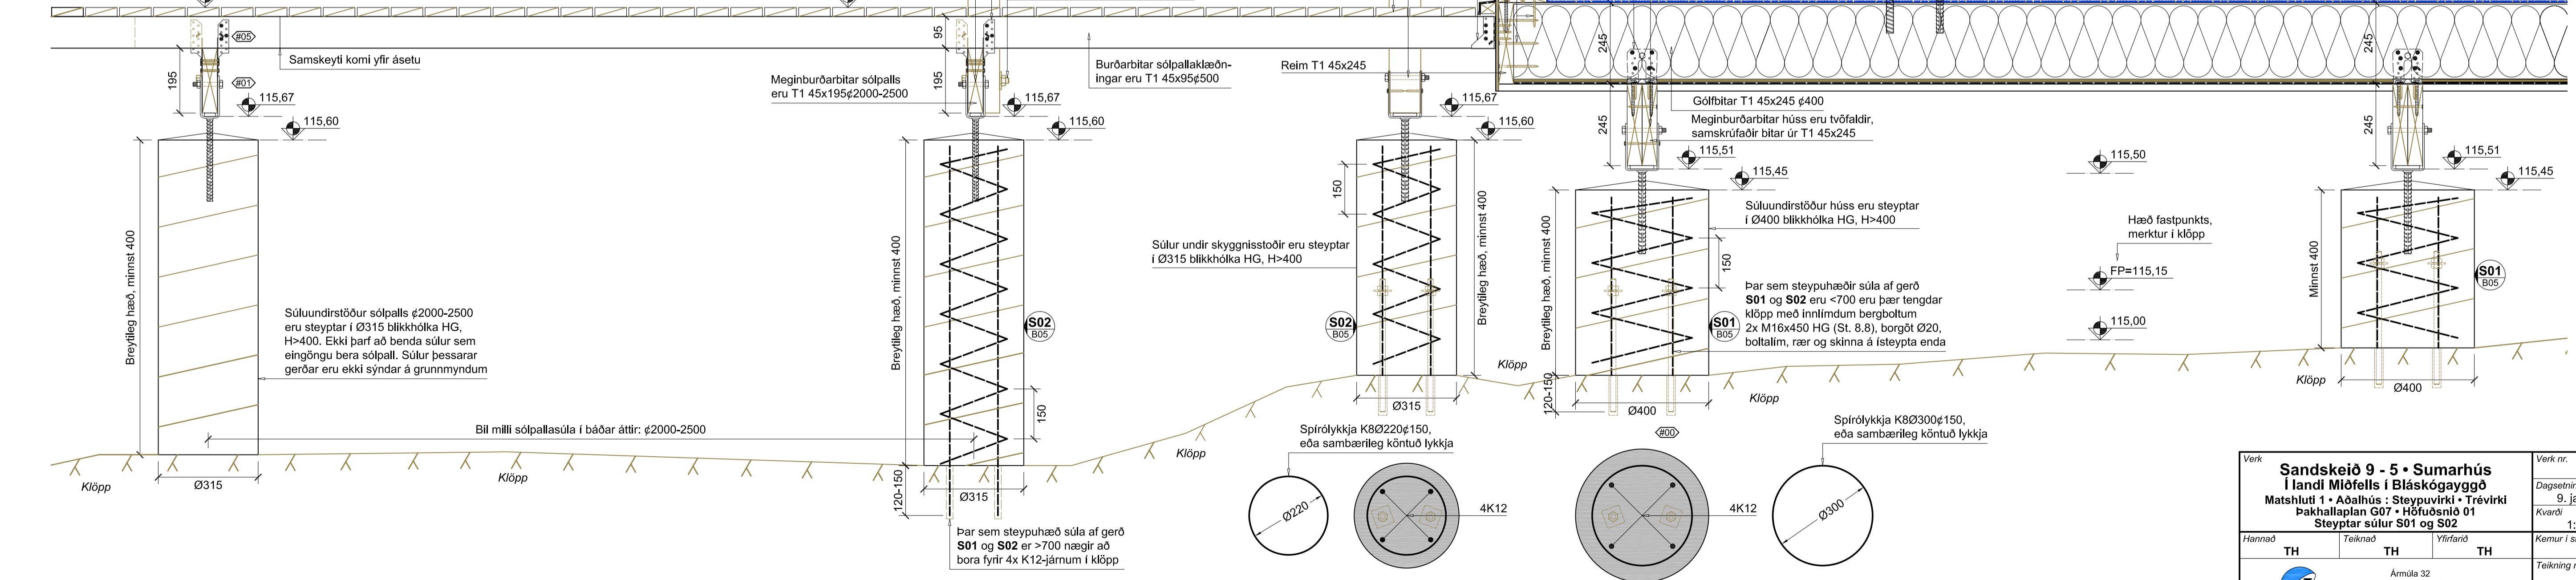 #05
Samskeyti komi yfir ásetu
195
#01
115,67
115,60
Breytileg hæð, minnst 400
Súluundirstöður sólpalls ¢2000-2500
eru steyptar í Ø315 blikkhólka HG,
H>400. Ekki þarf að benda súlur sem
eingöngu bera sólpall. Súlur þessarar
gerðar eru ekki sýndar á grunnmyndum
Klöpp
Ø315
Bil milli sólpallasúla í báðar áttir: ¢2000-2500
Klöpp
95
195
Meginburðarbitar sólpalls
eru T1 45x195¢2000-2500
115,67
115,60
Breytileg hæð, minnst 400
S02
B05
150
120-150
Ø315
Þar sem steypuhæð súla af gerð
S01 og S02 er >700 nægir að
bora fyrir 4x K12-járnum í klöpp
Burðarbitar sólpallaklæðn-
ingar eru T1 45x95¢500
Reim T1 45x245
115,67
115,60
150
Súlur undir skyggnisstoðir eru steyptar
í Ø315 blikkhólka HG, H>400
S02
B05
Breytileg hæð, minnst 400
Ø315
Klöpp
Klöpp
Spírólykkja K8Ø220¢150,
eða sambærileg köntuð lykkja
Ø220
4K12
245
245
Gólfbitar T1 45x245 ¢400
Meginburðarbitar húss eru tvöfaldir,
samskrúfaðir bitar úr T1 45x245
115,51
115,45
Breytileg hæð, minnst 400
Súluundirstöður húss eru steyptar
í Ø400 blikkhólka HG, H>400
150
Þar sem steypuhæðir súla af gerð
S01 og S02 eru <700 eru þær tengdar
klöpp með innlímdum bergboltum
2x M16x450 HG (St. 8.8), borgöt Ø20,
boltalím, rær og skinna á ísteypta enda
S01
B05
120-150
Ø400
Klöpp
#00
4K12
Spírólykkja K8Ø300¢150,
eða sambærileg köntuð lykkja
Ø300
115,50
Hæð fastpunkts,
merktur í klöpp
FP=115,15
115,00
245
245
115,51
115,45
Minnst 400
S01
B05
Klöpp
Ø400
Verk
Sandskeið 9 - 5 • Sumarhús
Í landi Miðfells í Bláskógayggð
Matshluti 1 • Aðalhús : Steypuvirki • Trévirki
Þakhallaplan G07 • Höfuðsnið 01
Steyptar súlur S01 og S02
Verk nr.
9. ja
Kvarði
1:
Hannað
TH
Teiknað
TH
Yfirfarið
TH
Ármúla 32